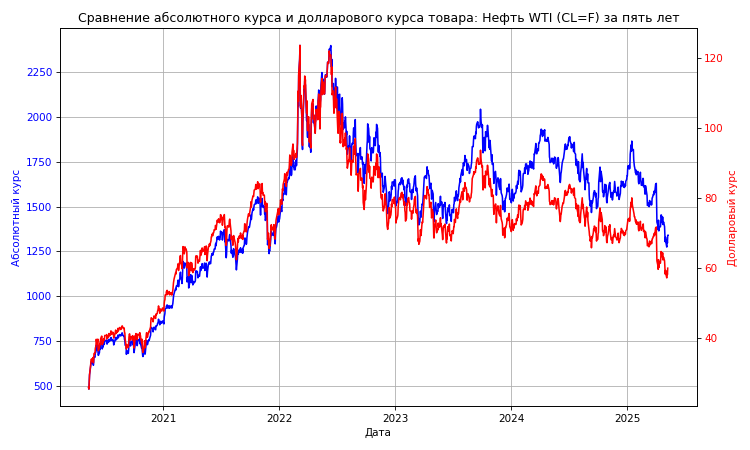 Сравнение абсолютного курса и долларового курса товара: Нефть WTI (CL=F) за пять лет
Абсолютный курс
2250
2000
1750
1500
1250
1000
750
500
120
100
80
60
40
Долларовый курс
2021 2022 2023 2024 2025
Дата